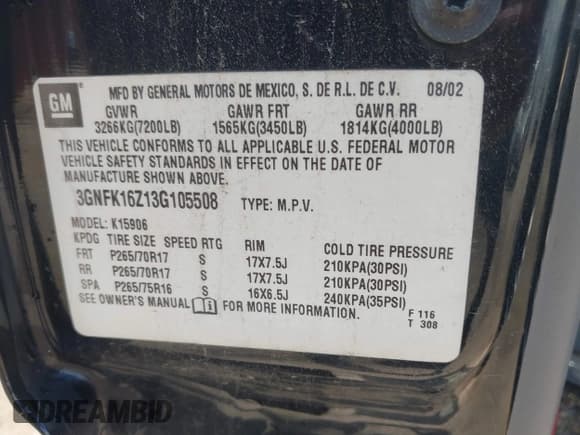 GM
MFD BY GENERAL MOTORS DE MEXICO, S. DE R.L. DE C.V. 08/02
GVWR GAWR FRT GAWR RR
3266KG(7200LB) 1565KG(3450LB) 1814KG(4000LB)
THIS VEHICLE CONFORMS TO ALL APPLICABLE U.S. FEDERAL MOTOR
VEHICLE SAFETY STANDARDS IN EFFECT ON THE DATE OF
MANUFACTURE SHOWN ABOVE.
3GNFK16Z13G105508 TYPE: M.P.V.
MODEL: K15906
KPDG TIRE SIZE SPEED RTG RIM COLD TIRE PRESSURE
FRT P265/70R17 S 17X7.5J 210KPA(30PSI)
RR P265/70R17 S 17X7.5J 210KPA(30PSI)
SPA P265/75R16 S 16X6.5J 240KPA(35PSI)
SEE OWNER'S MANUAL FOR MORE INFORMATION. F 116
T 308
DREAMBID